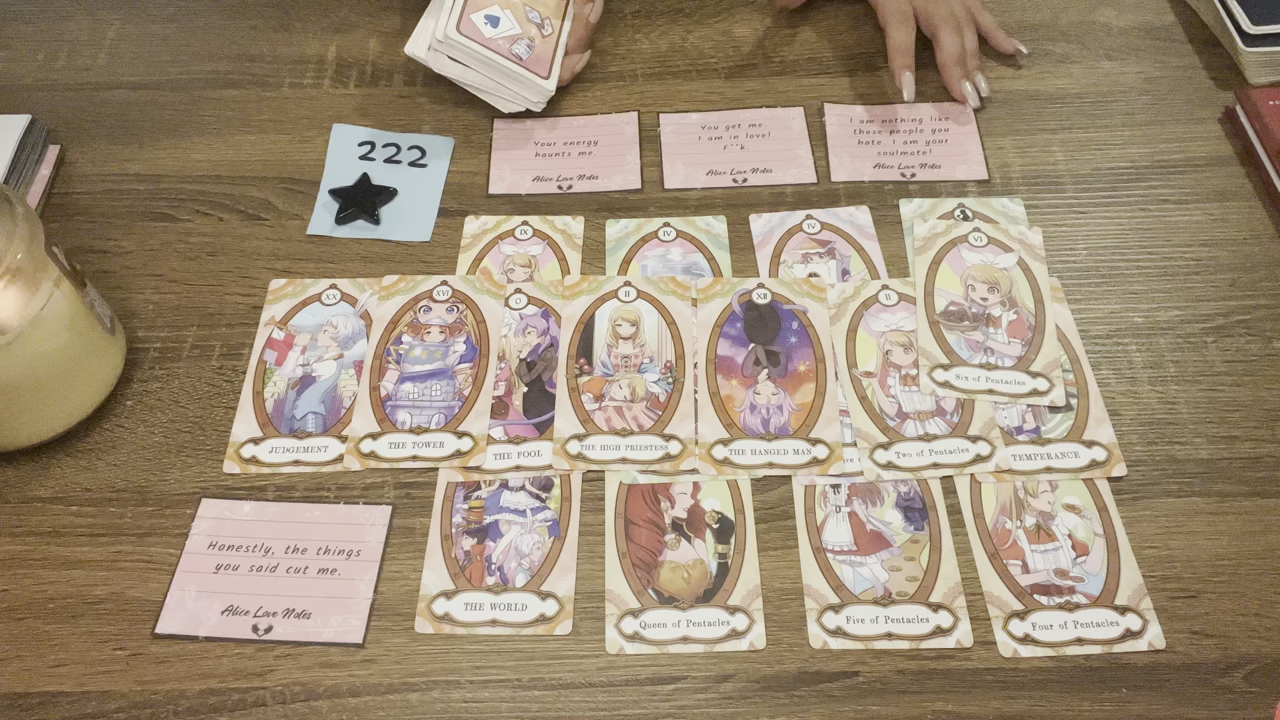 222
Your energy
haunts me.
Alice Love Notes
You get me.
I am in love!
F**k.
Alice Love Notes
I am nothing like
those people you
hate. I am your
soulmate!
Alice Love Notes
IX
IV
IV
VI
Six of Pentacles
XX
JUDGEMENT
XVI
THE TOWER
0
THE FOOL
II
THE HIGH PRIESTESS
XII
THE HANGED MAN
II
Two of Pentacles
TEMPERANCE
Honestly, the things
you said cut me.
Alice Love Notes
THE WORLD
Queen of Pentacles
Five of Pentacles
Four of Pentacles